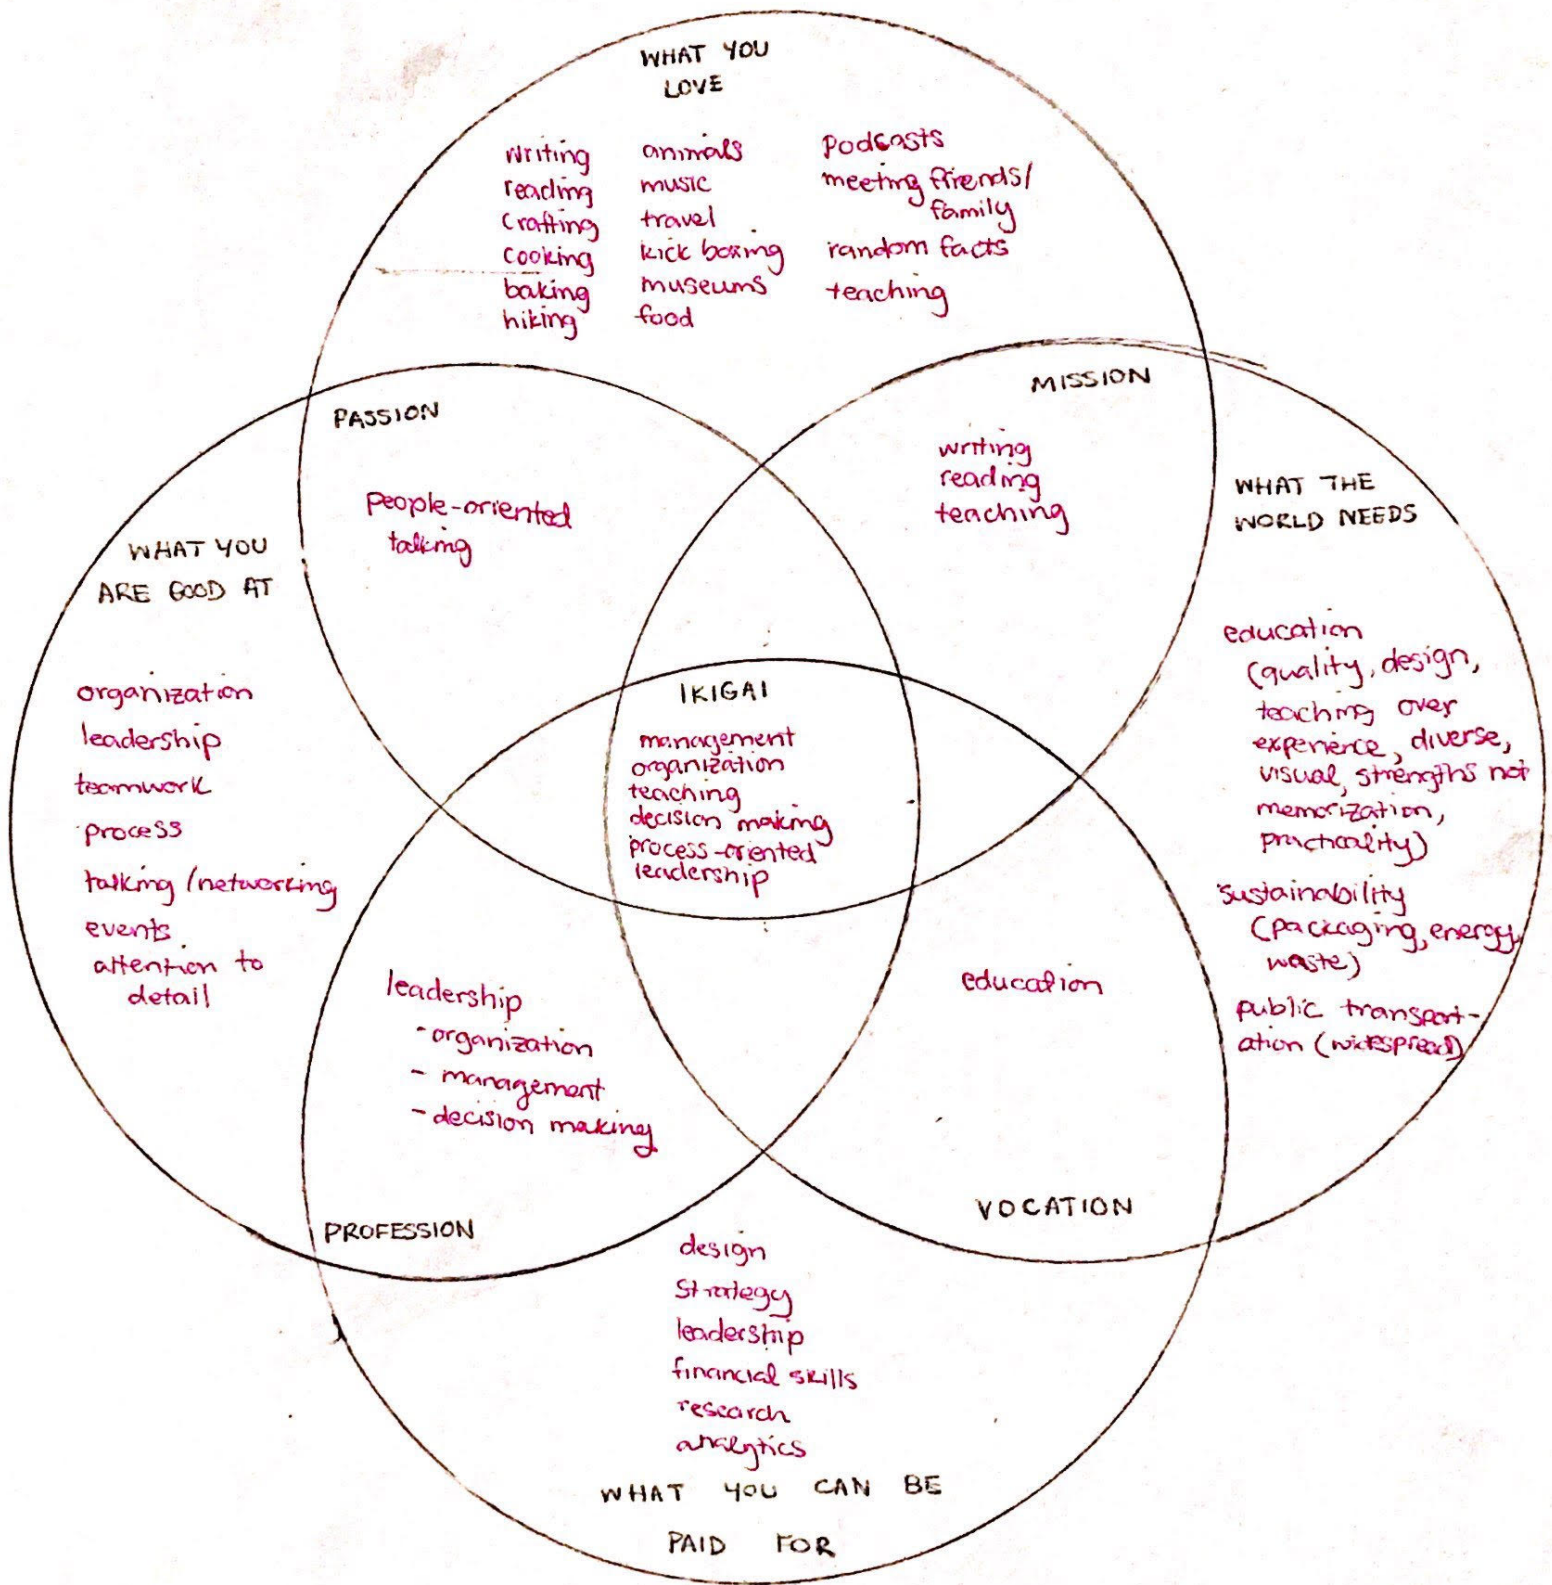 WHAT YOU
LOVE
writing
reading
crafting
cooking
baking
hiking
animals
music
travel
kick boxing
museums
food
Podcasts
meeting friends/
family
random facts
teaching
PASSION
people-oriented
talking
MISSION
writing
reading
teaching
WHAT YOU
ARE GOOD AT
organization
leadership
teamwork
process
talking/networking
events
attention to
detail
WHAT THE
WORLD NEEDS
education
(quality, design,
teaching over
experience, diverse,
visual, strengths not
memorization,
practicality)
sustainability
(packaging, energy,
waste)
public transport-
ation (widespread)
IKIGAI
management
organization
teaching
decision making
process-oriented
leadership
leadership
- organization
- management
- decision making
PROFESSION
education
VOCATION
design
strategy
leadership
financial skills
research
analytics
WHAT YOU CAN BE
PAID FOR